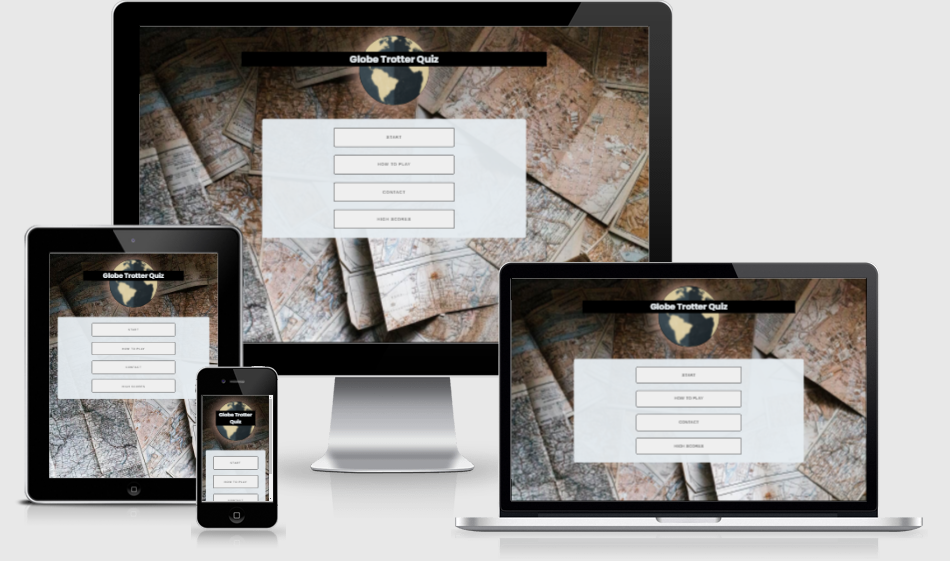 Globe Trotter Quiz
START
HOW TO PLAY
CONTACT
HIGH SCORES
Globe Trotter Quiz
START
HOW TO PLAY
CONTACT
HIGH SCORES
Globe Trotter
Quiz
START
HOW TO PLAY
CONTACT
Globe Trotter Quiz
START
HOW TO PLAY
CONTACT
HIGH SCORES